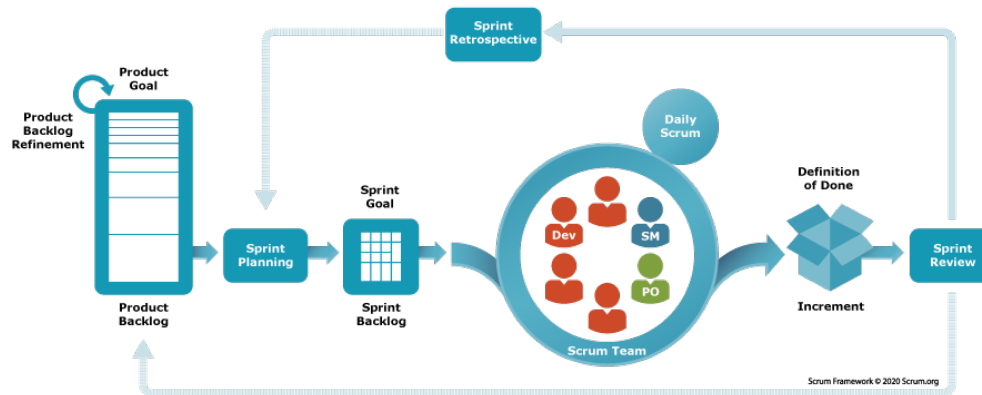 Sprint
Retrospective
Product
Goal
Product
Backlog
Refinement
Daily
Scrum
Definition
of Done
Sprint
Goal
Dev
SM
Sprint
Planning
Sprint
Review
PO
Product
Backlog
Sprint
Backlog
Increment
Scrum Team
Scrum Framework © 2020 Scrum.org